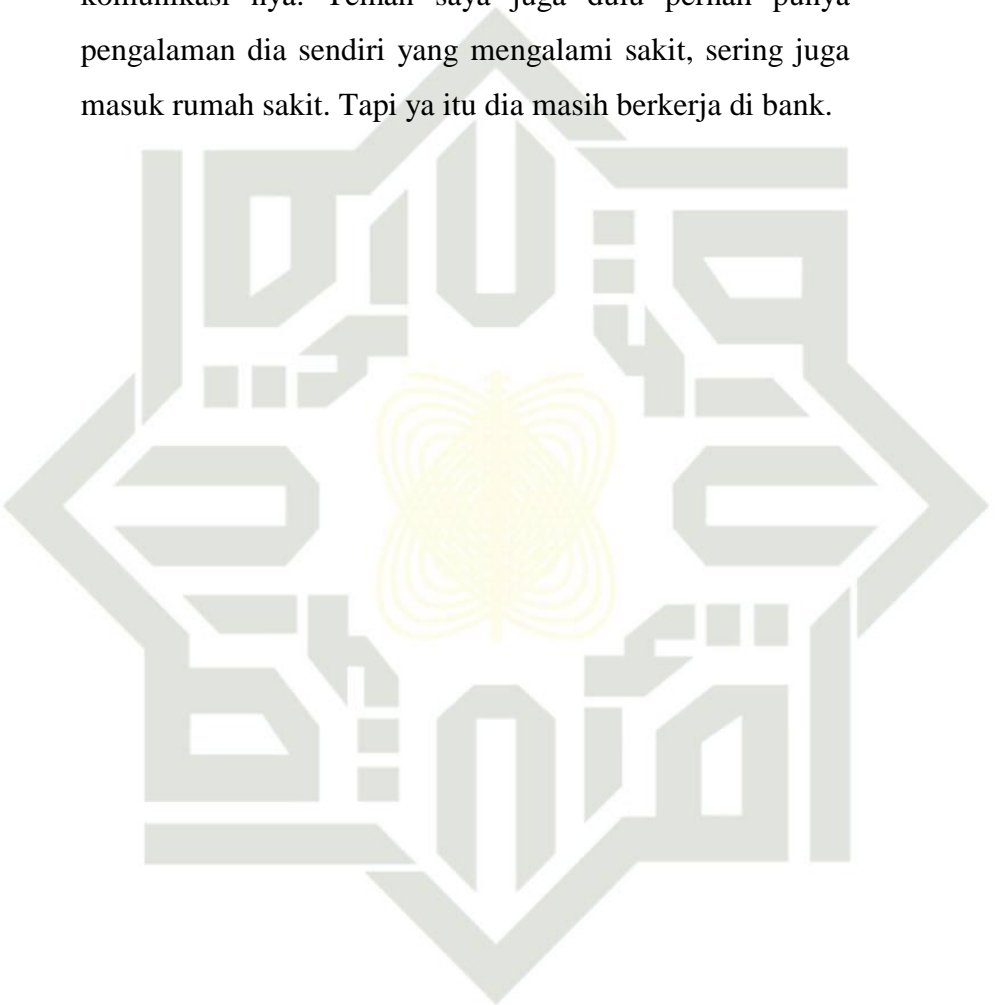 komunikasi nya. Teman saya juga dulu pernah punya
pengalaman dia sendiri yang mengalami sakit, sering juga
masuk rumah sakit. Tapi ya itu dia masih berkerja di bank.